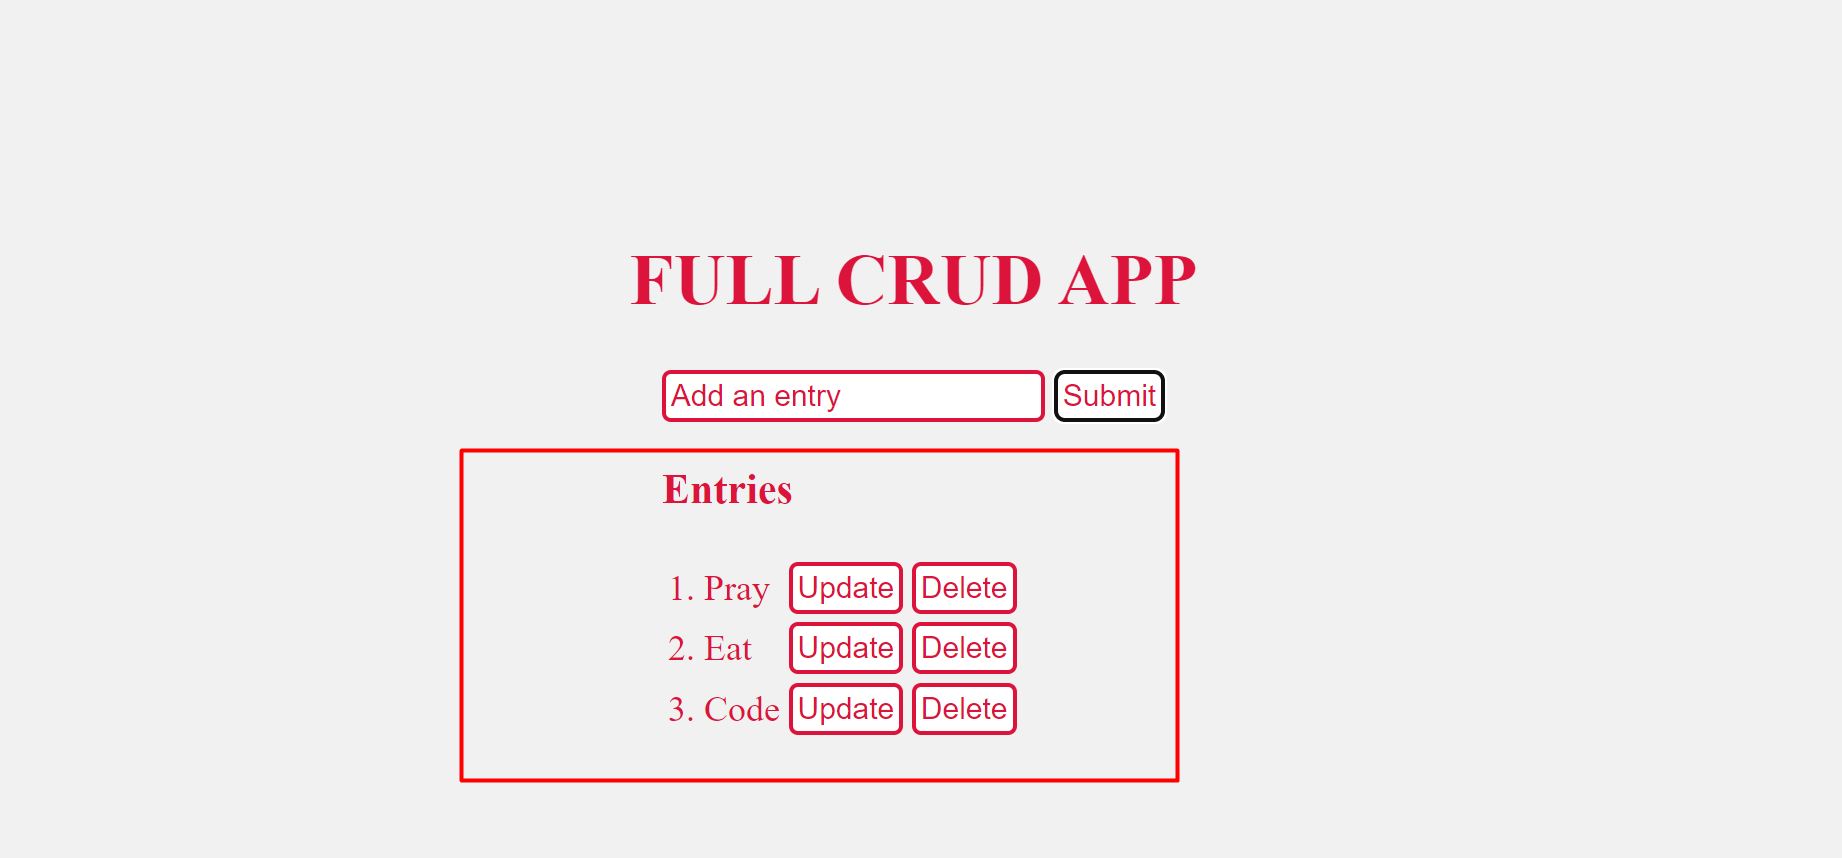 FULL CRUD APP
Add an entry Submit
Entries
1. Pray Update Delete
2. Eat Update Delete
3. Code Update Delete